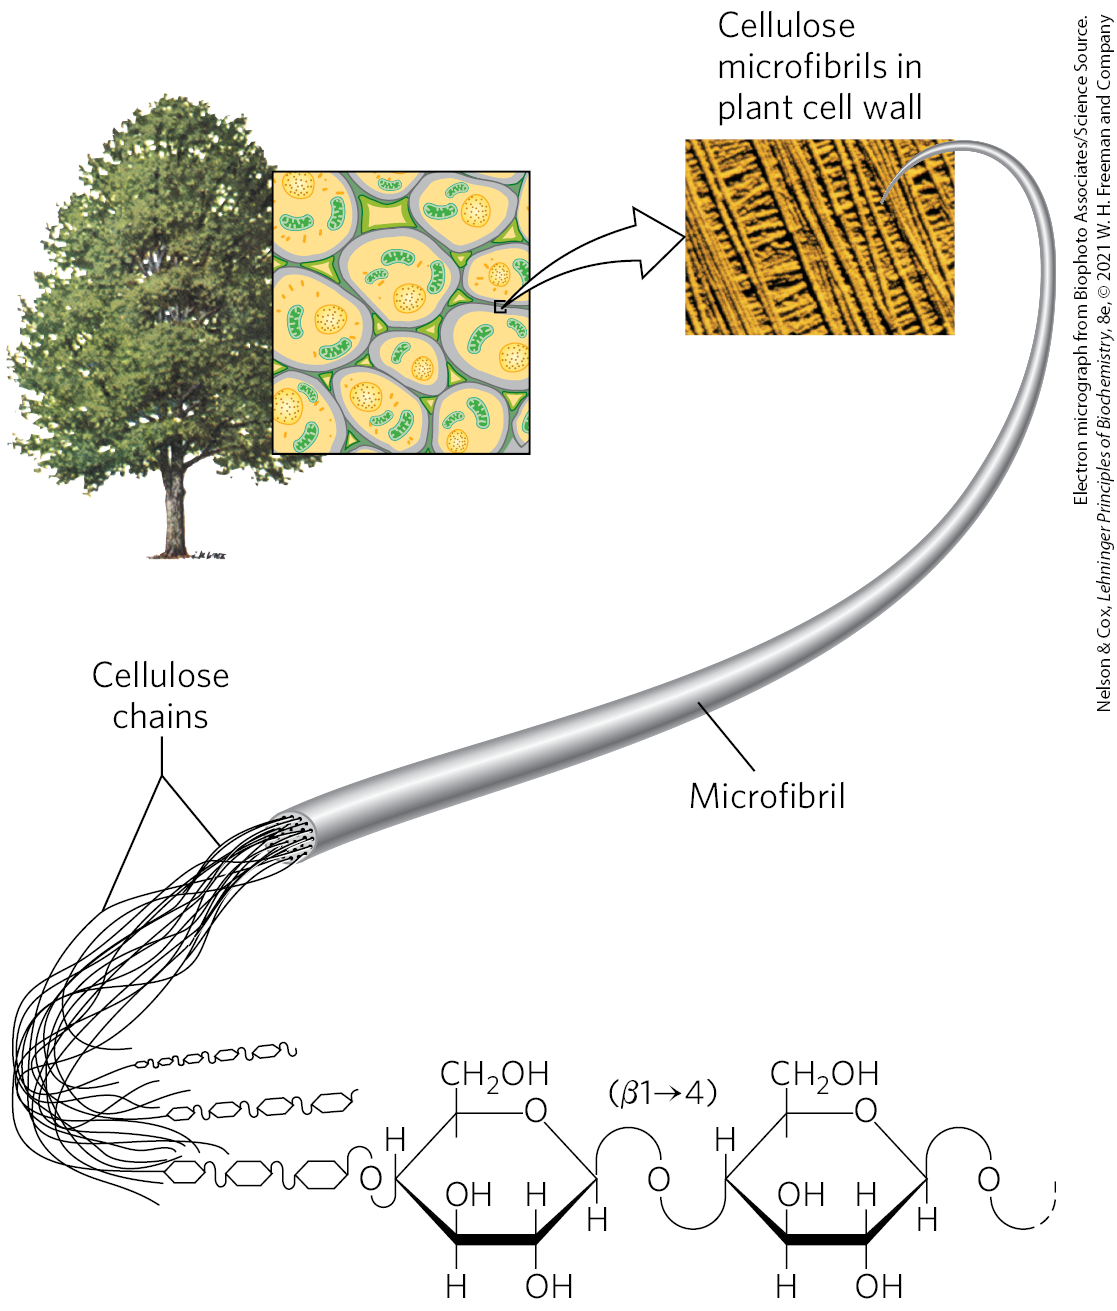 Cellulose
microfibrils in
plant cell wall
Electron micrograph from Biophoto Associates/Science Source.
Nelson & Cox, Lehninger Principles of Biochemistry, 8e, © 2021 W. H. Freeman and Company
Cellulose
chains
Microfibril
CH₂OH
(β1→4)
CH₂OH
O
O
H
H
O
O
O
OH
H
OH
H
H
H
H
OH
H
OH